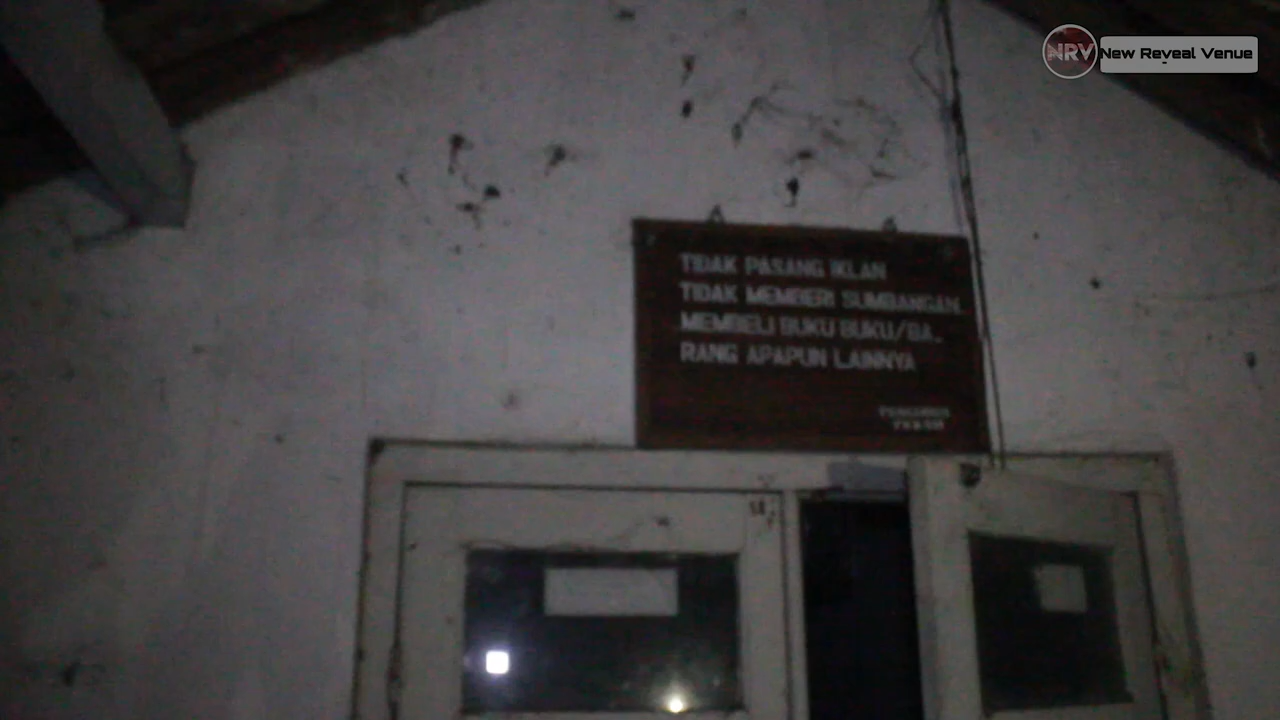 NRV New Reveal Venue
TIDAK PASANG IKLAN
TIDAK MEMBERI SUMBANGAN.
MEMBELI BUKU BUKU/BA-
RANG APAPUN LAINNYA